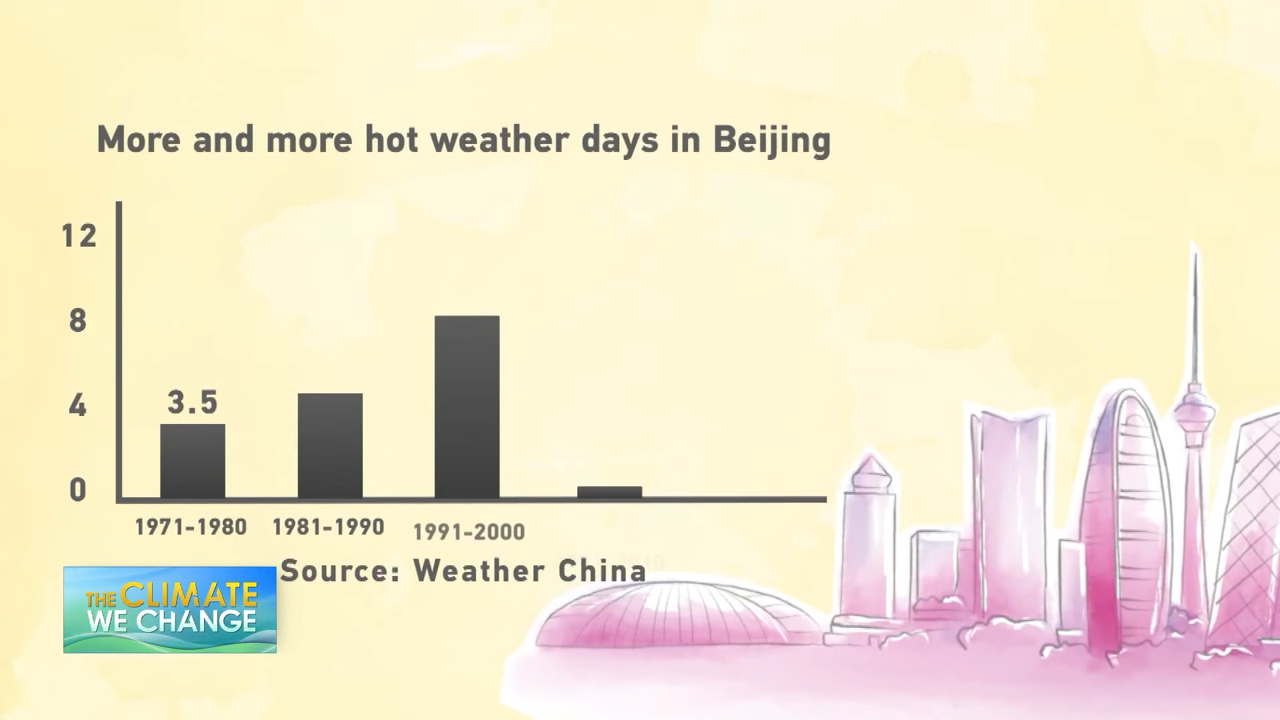 More and more hot weather days in Beijing
12
8
4
0
3.5
1971-1980 1981-1990 1991-2000
Source: Weather China
THE CLIMATE
WE CHANGE